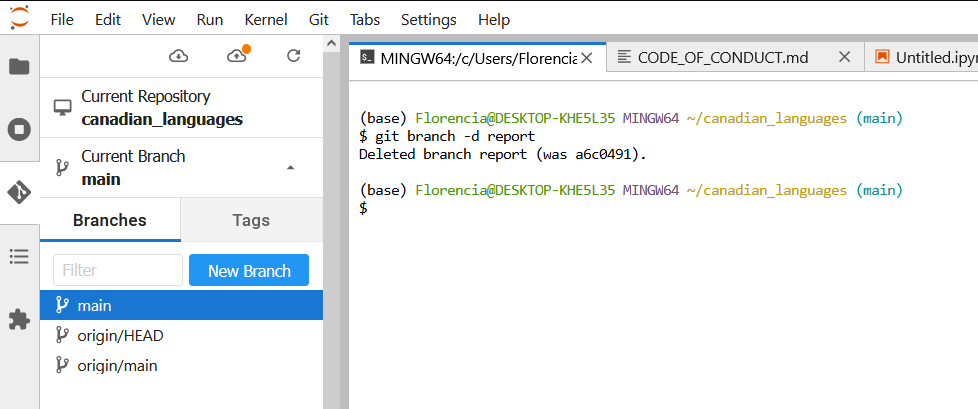 File Edit View Run Kernel Git Tabs Settings Help
MINGW64:/c/Users/Florencia
CODE_OF_CONDUCT.md
Untitled.ipyn
Current Repository
canadian_languages
Current Branch
main
Branches
Tags
Filter
New Branch
main
origin/HEAD
origin/main
(base) Florencia@DESKTOP-KHE5L35 MINGW64 ~/canadian_languages (main)
$ git branch -d report
Deleted branch report (was a6c0491).
(base) Florencia@DESKTOP-KHE5L35 MINGW64 ~/canadian_languages (main)
$